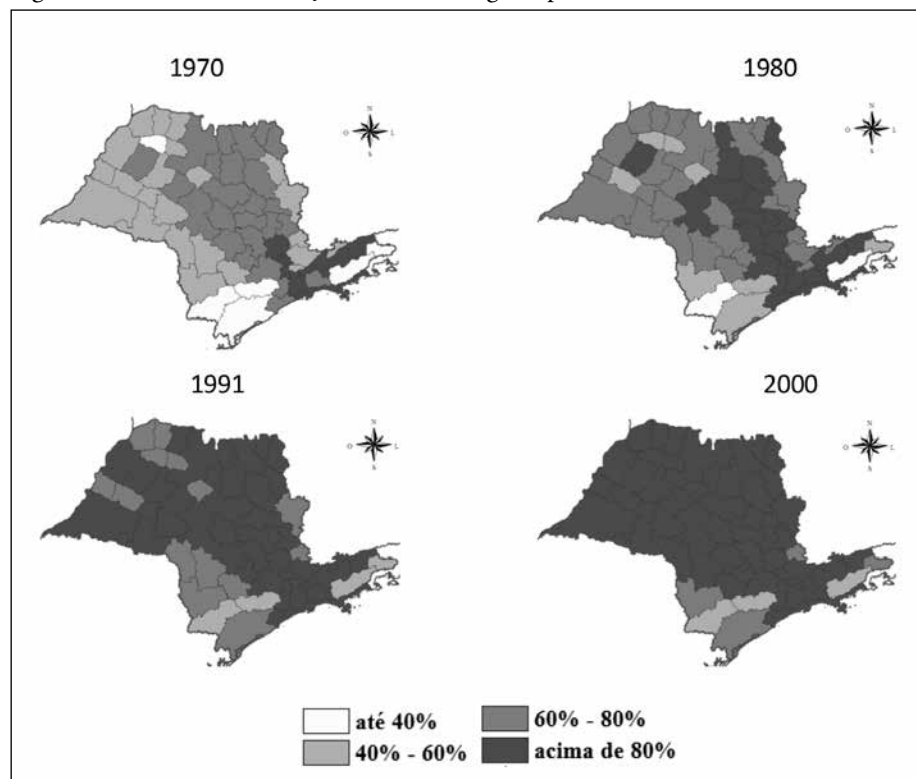 1970
1980
N
O
L
S
N
O
L
S
1991
2000
N
O
L
S
N
O
L
S
até 40%
60% - 80%
40% - 60%
acima de 80%